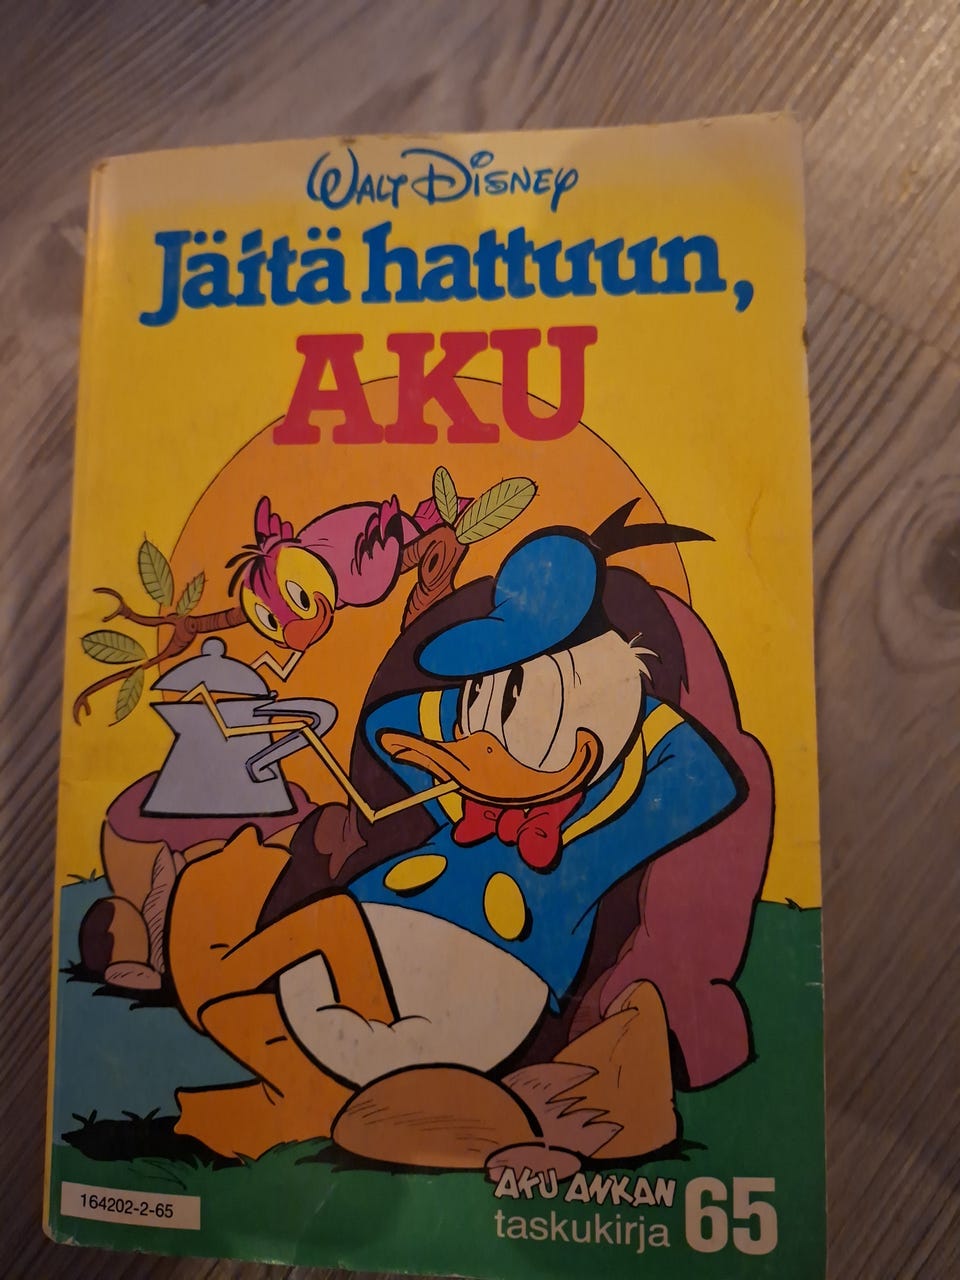 WALT DISNEY
Jäitä hattuun,
AKU
164202-2-65
AKU ANKAN
taskukirja 65